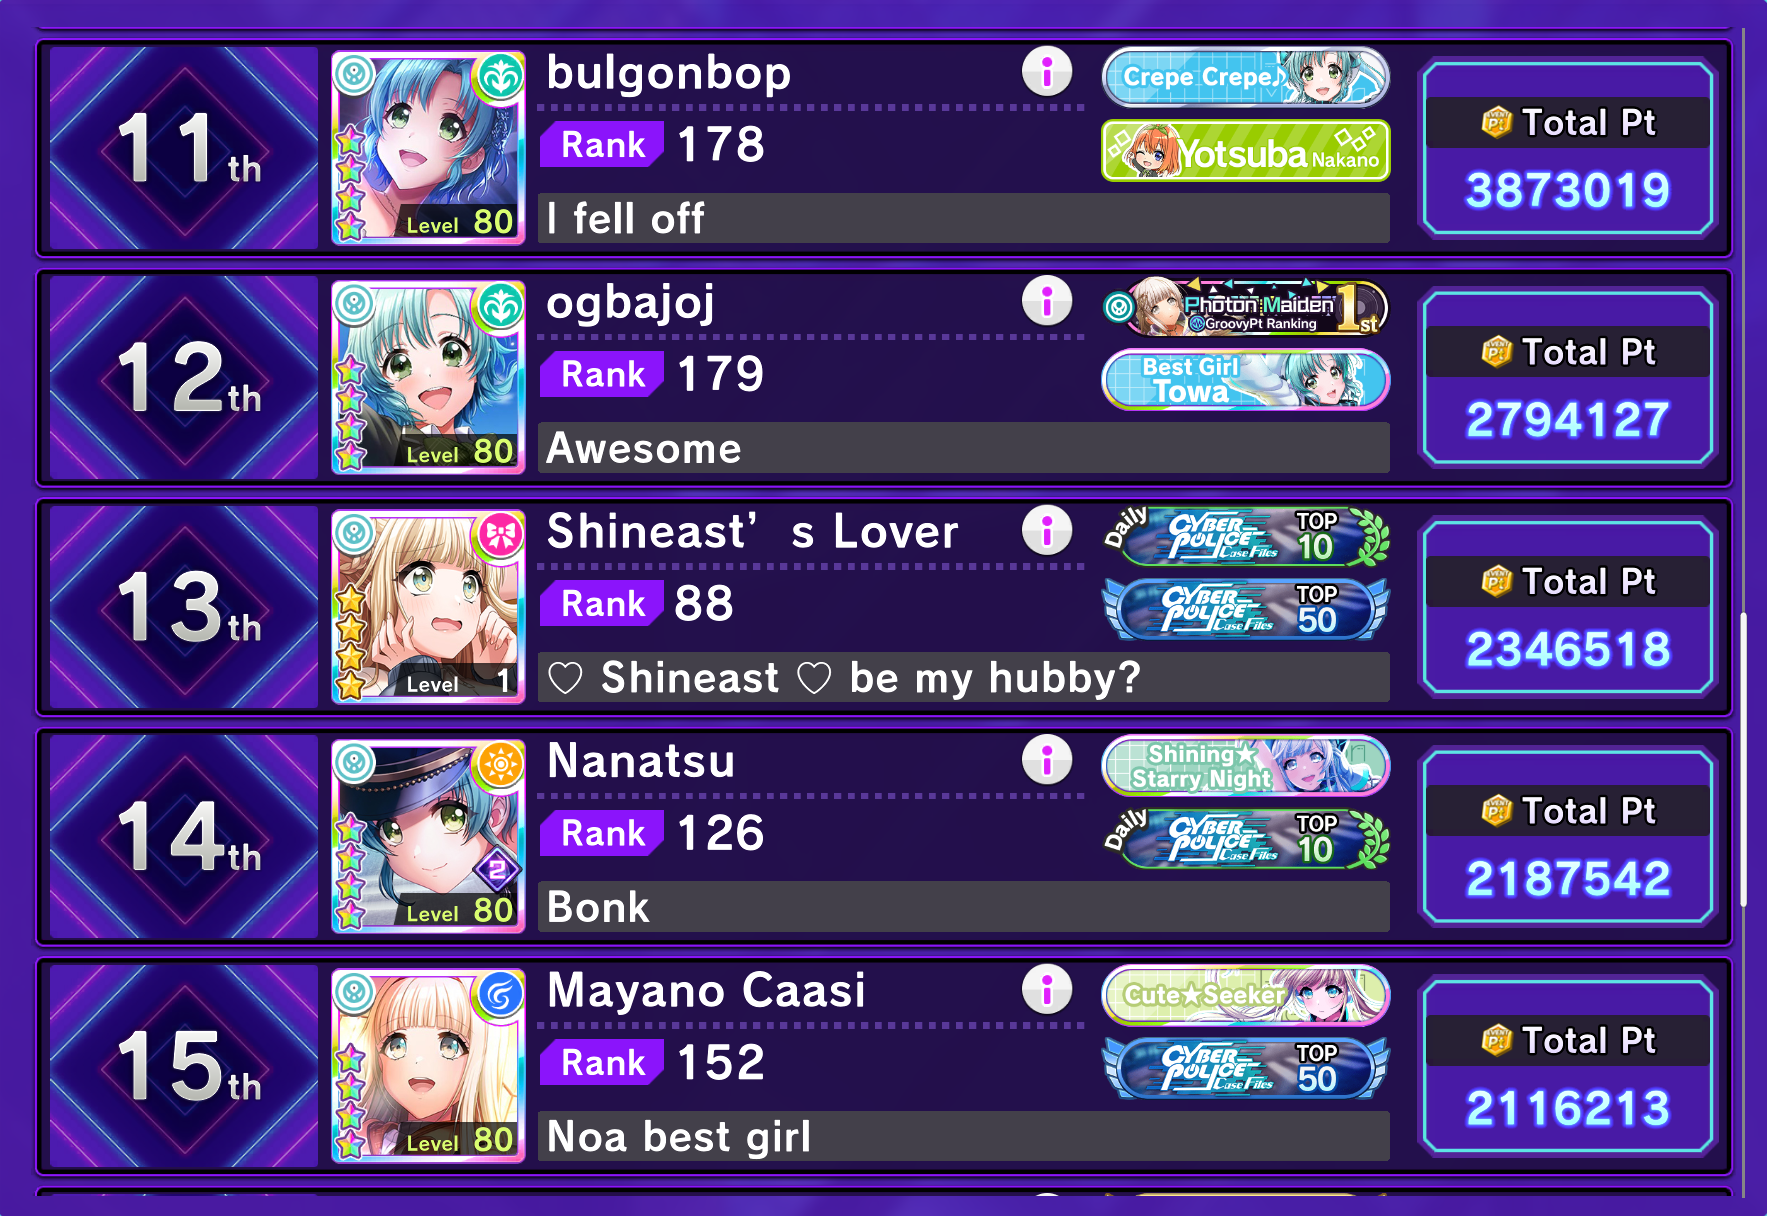 11th
bulgonbop
Crepe Crepe♪
Rank 178
Yotsuba Nakano
I fell off
Level 80
Total Pt
3873019
12th
ogbajoj
Photon Maiden
GroovyPt Ranking
1st
Rank 179
Best Girl
Towa
Awesome
Level 80
Total Pt
2794127
13th
Shineast’s Lover
Daily CYBER POLICE Case Files TOP 10
Rank 88
CYBER POLICE Case Files TOP 50
♡ Shineast ♡ be my hubby?
Level 1
Total Pt
2346518
14th
Nanatsu
Shining★
Starry Night
Rank 126
Daily CYBER POLICE Case Files TOP 10
Bonk
2
Level 80
Total Pt
2187542
15th
Mayano Caasi
Cute★Seeker
Rank 152
CYBER POLICE Case Files TOP 50
Noa best girl
Level 80
Total Pt
2116213